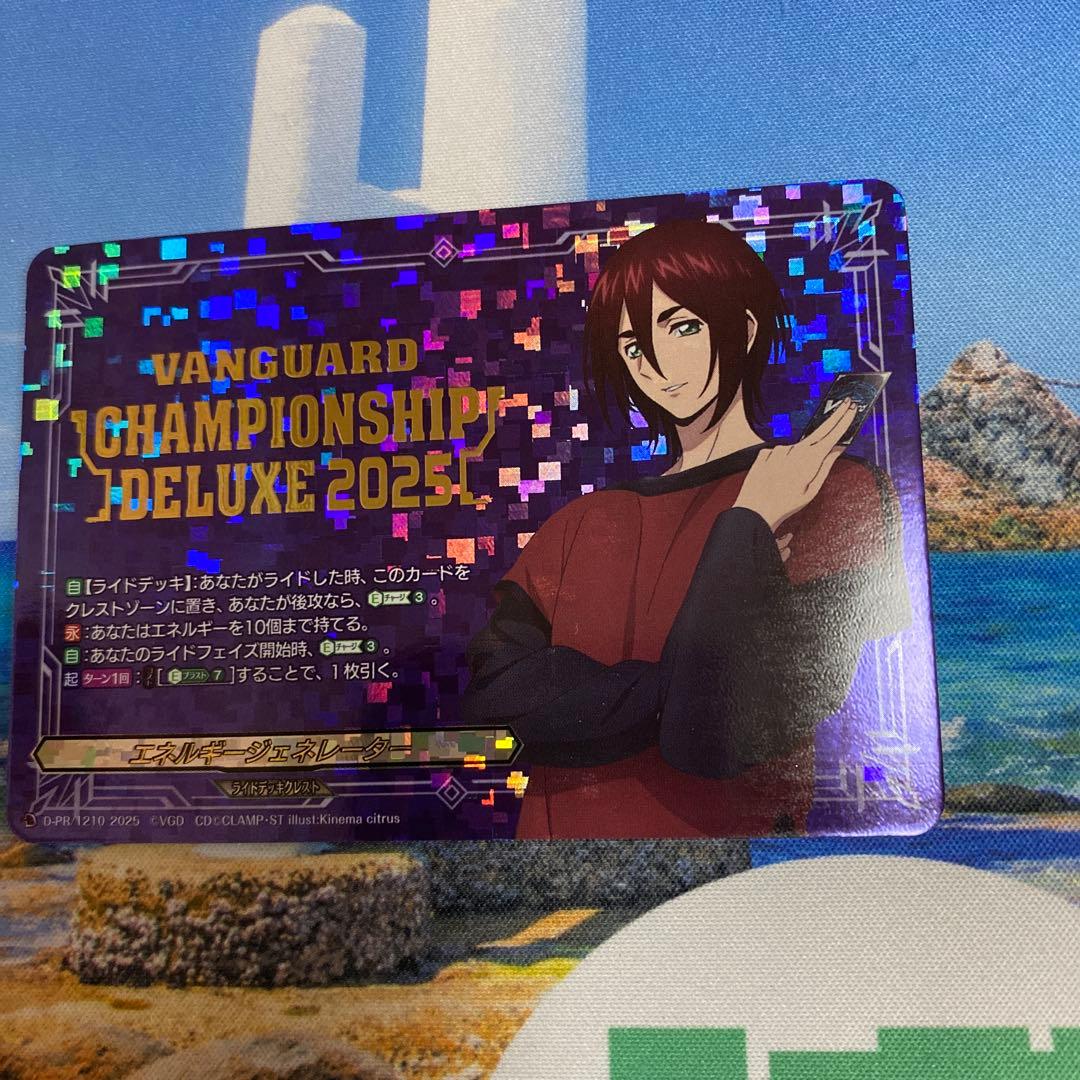 VANGUARD
CHAMPIONSHIP
DELUXE 2025
自【ライドデッキ】:あなたがライドした時、このカードを
クレストゾーンに置き、あなたが後攻なら、Eチャージ3。
永:あなたはエネルギーを10個まで持てる。
自:あなたのライドフェイズ開始時、Eチャージ3。
起ターン1回:コスト[Eブラスト7]することで、1枚引く。
エネルギージェネレーター
ライドデッキクレスト
D D-PR/1210 2025 ©VGD CD©CLAMP・ST illust:Kinema citrus